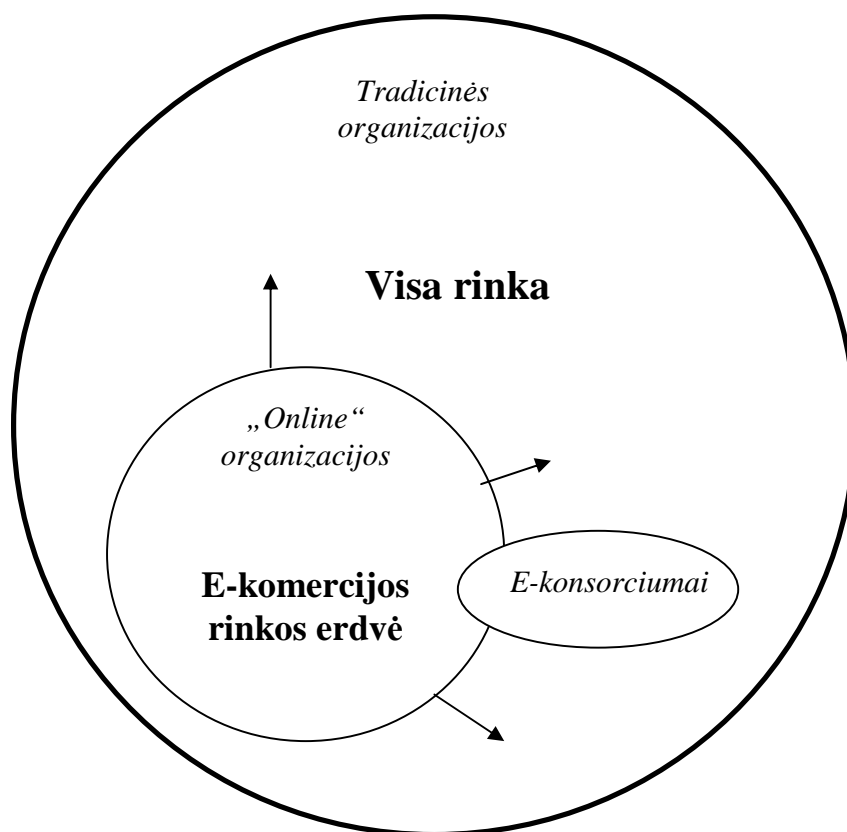 Tradicinės
organizacijos
Visa rinka
„Online“
organizacijos
E-komercijos
rinkos erdvė
E-konsorciumai